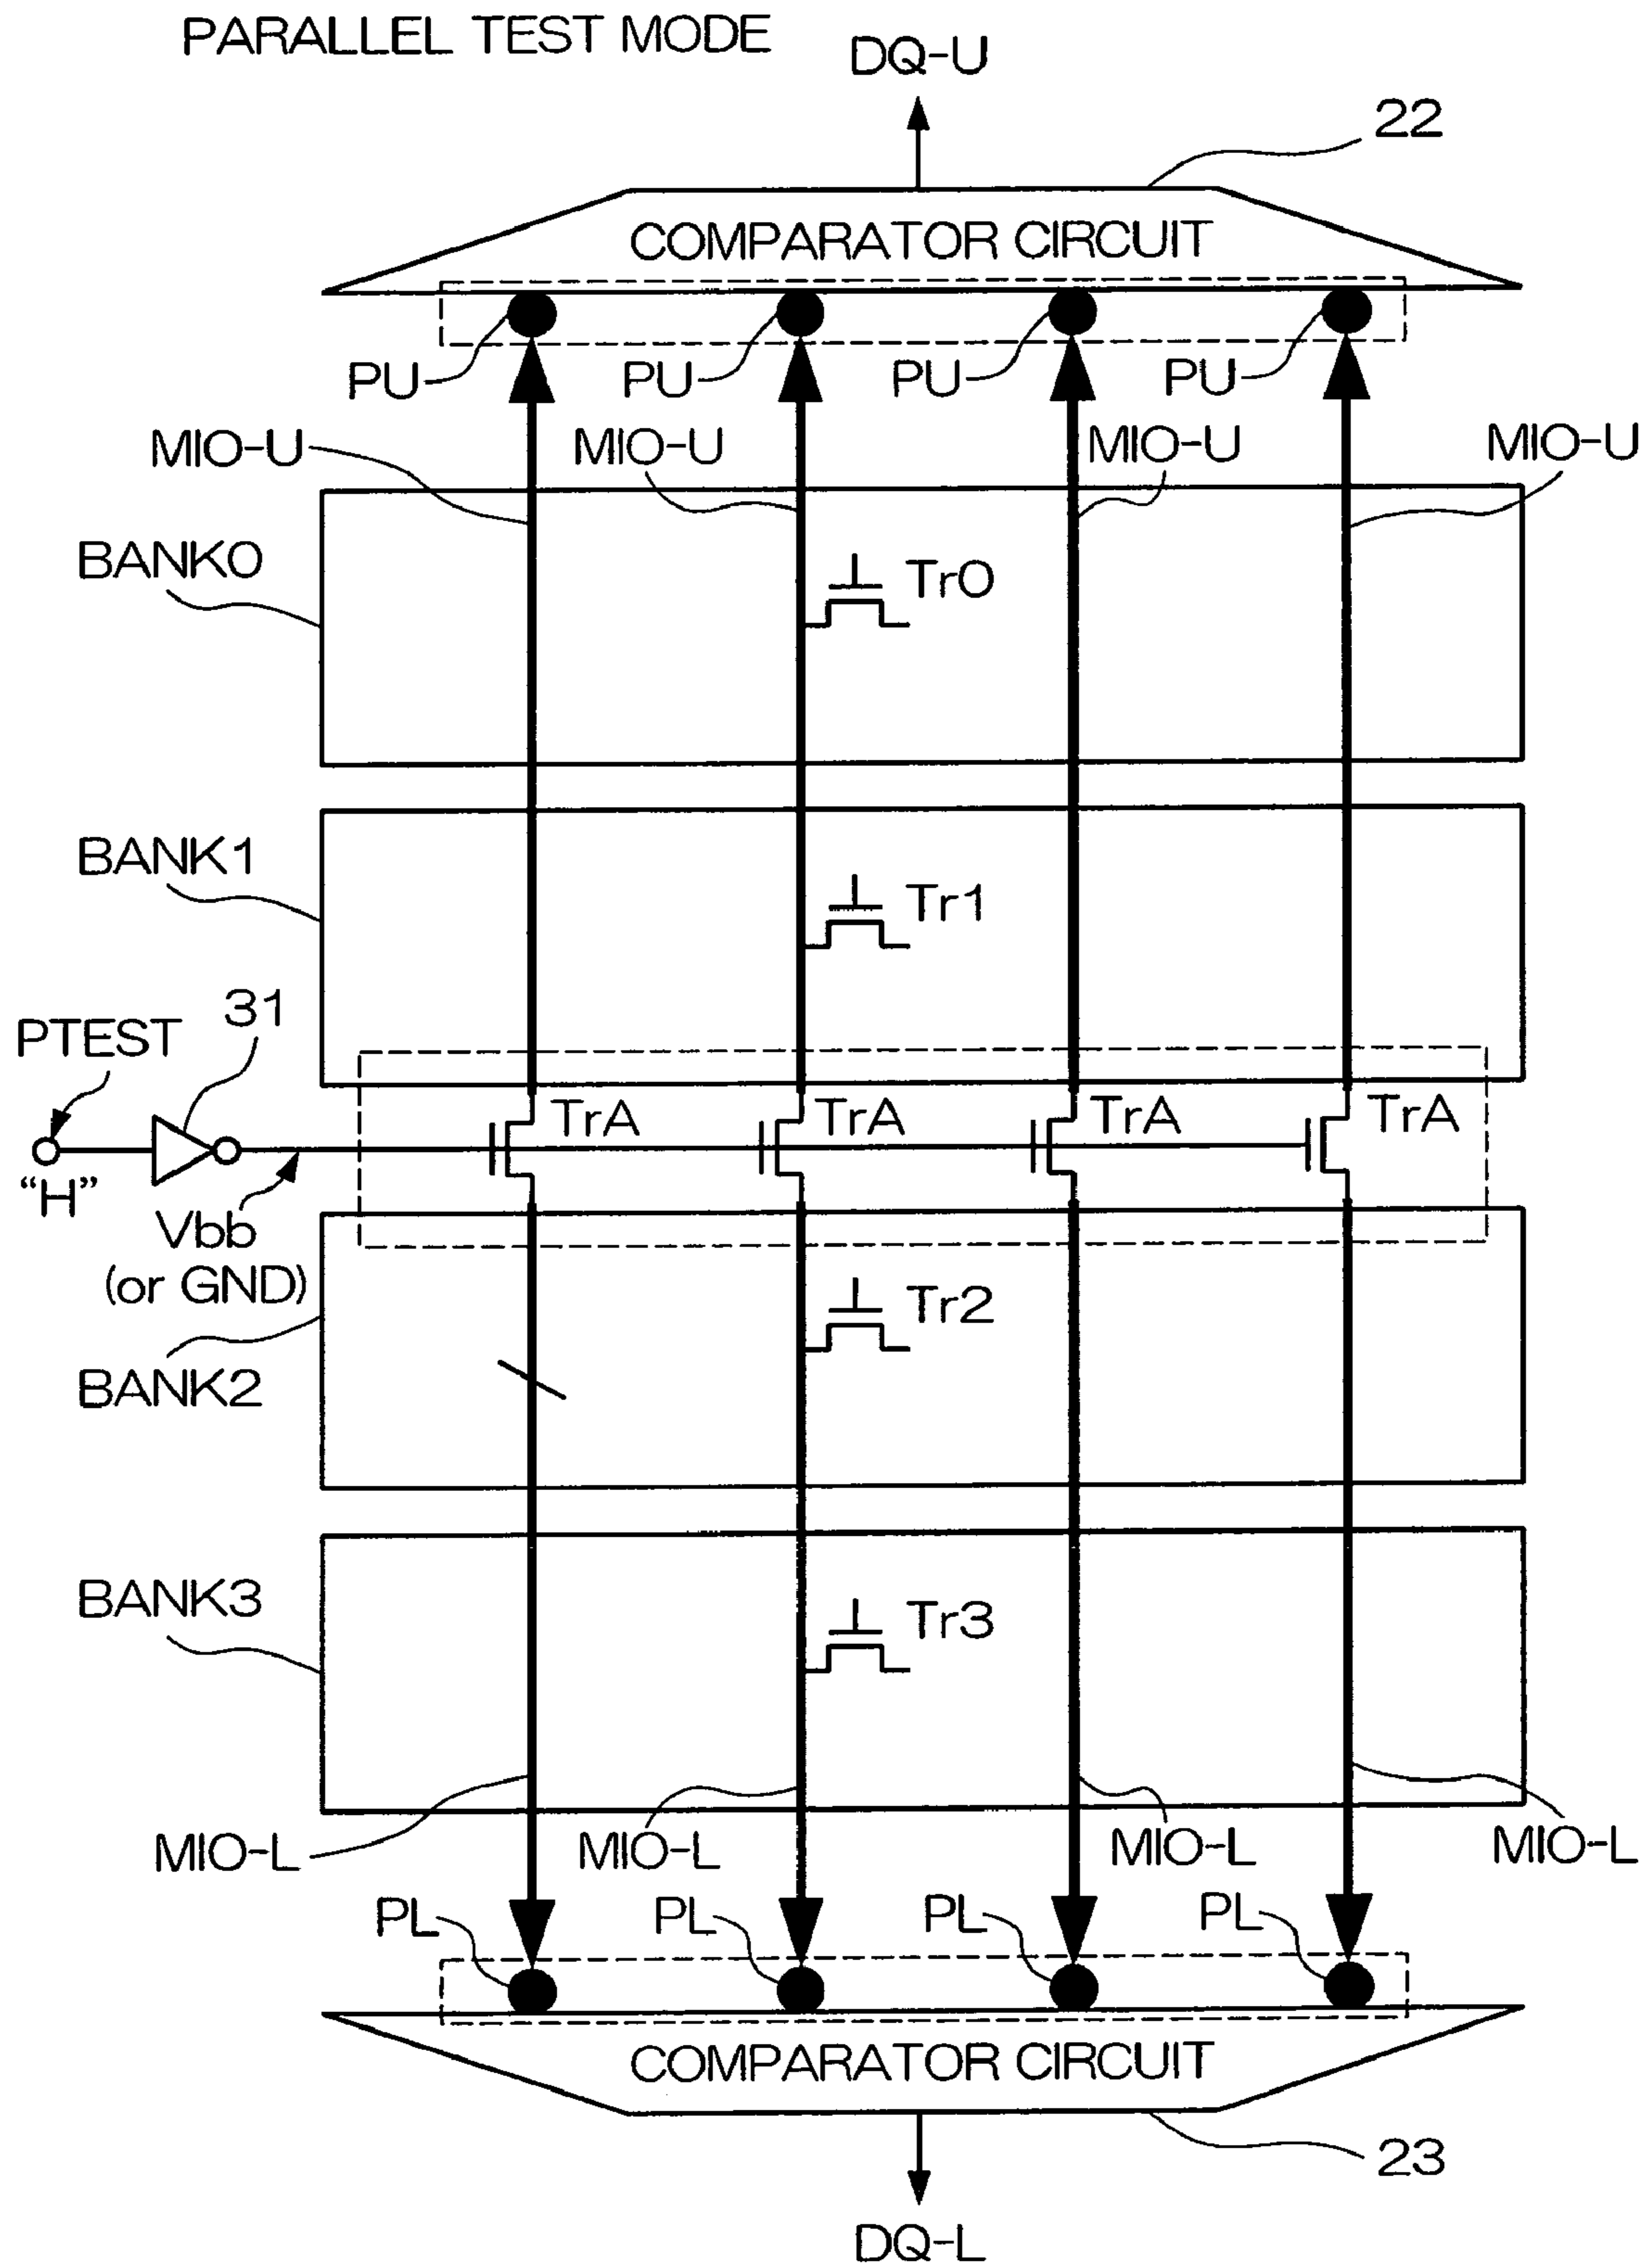 PARALLEL TEST MODE
DQ-U
22
COMPARATOR CIRCUIT
PU PU PU PU
MIO-U MIO-U MIO-U MIO-U
BANK0
Tr0
BANK1
Tr1
PTEST
31
TrA TrA TrA TrA
“H”
Vbb
(or GND)
Tr2
BANK2
BANK3
Tr3
MIO-L MIO-L MIO-L MIO-L
PL PL PL PL
COMPARATOR CIRCUIT
23
DQ-L